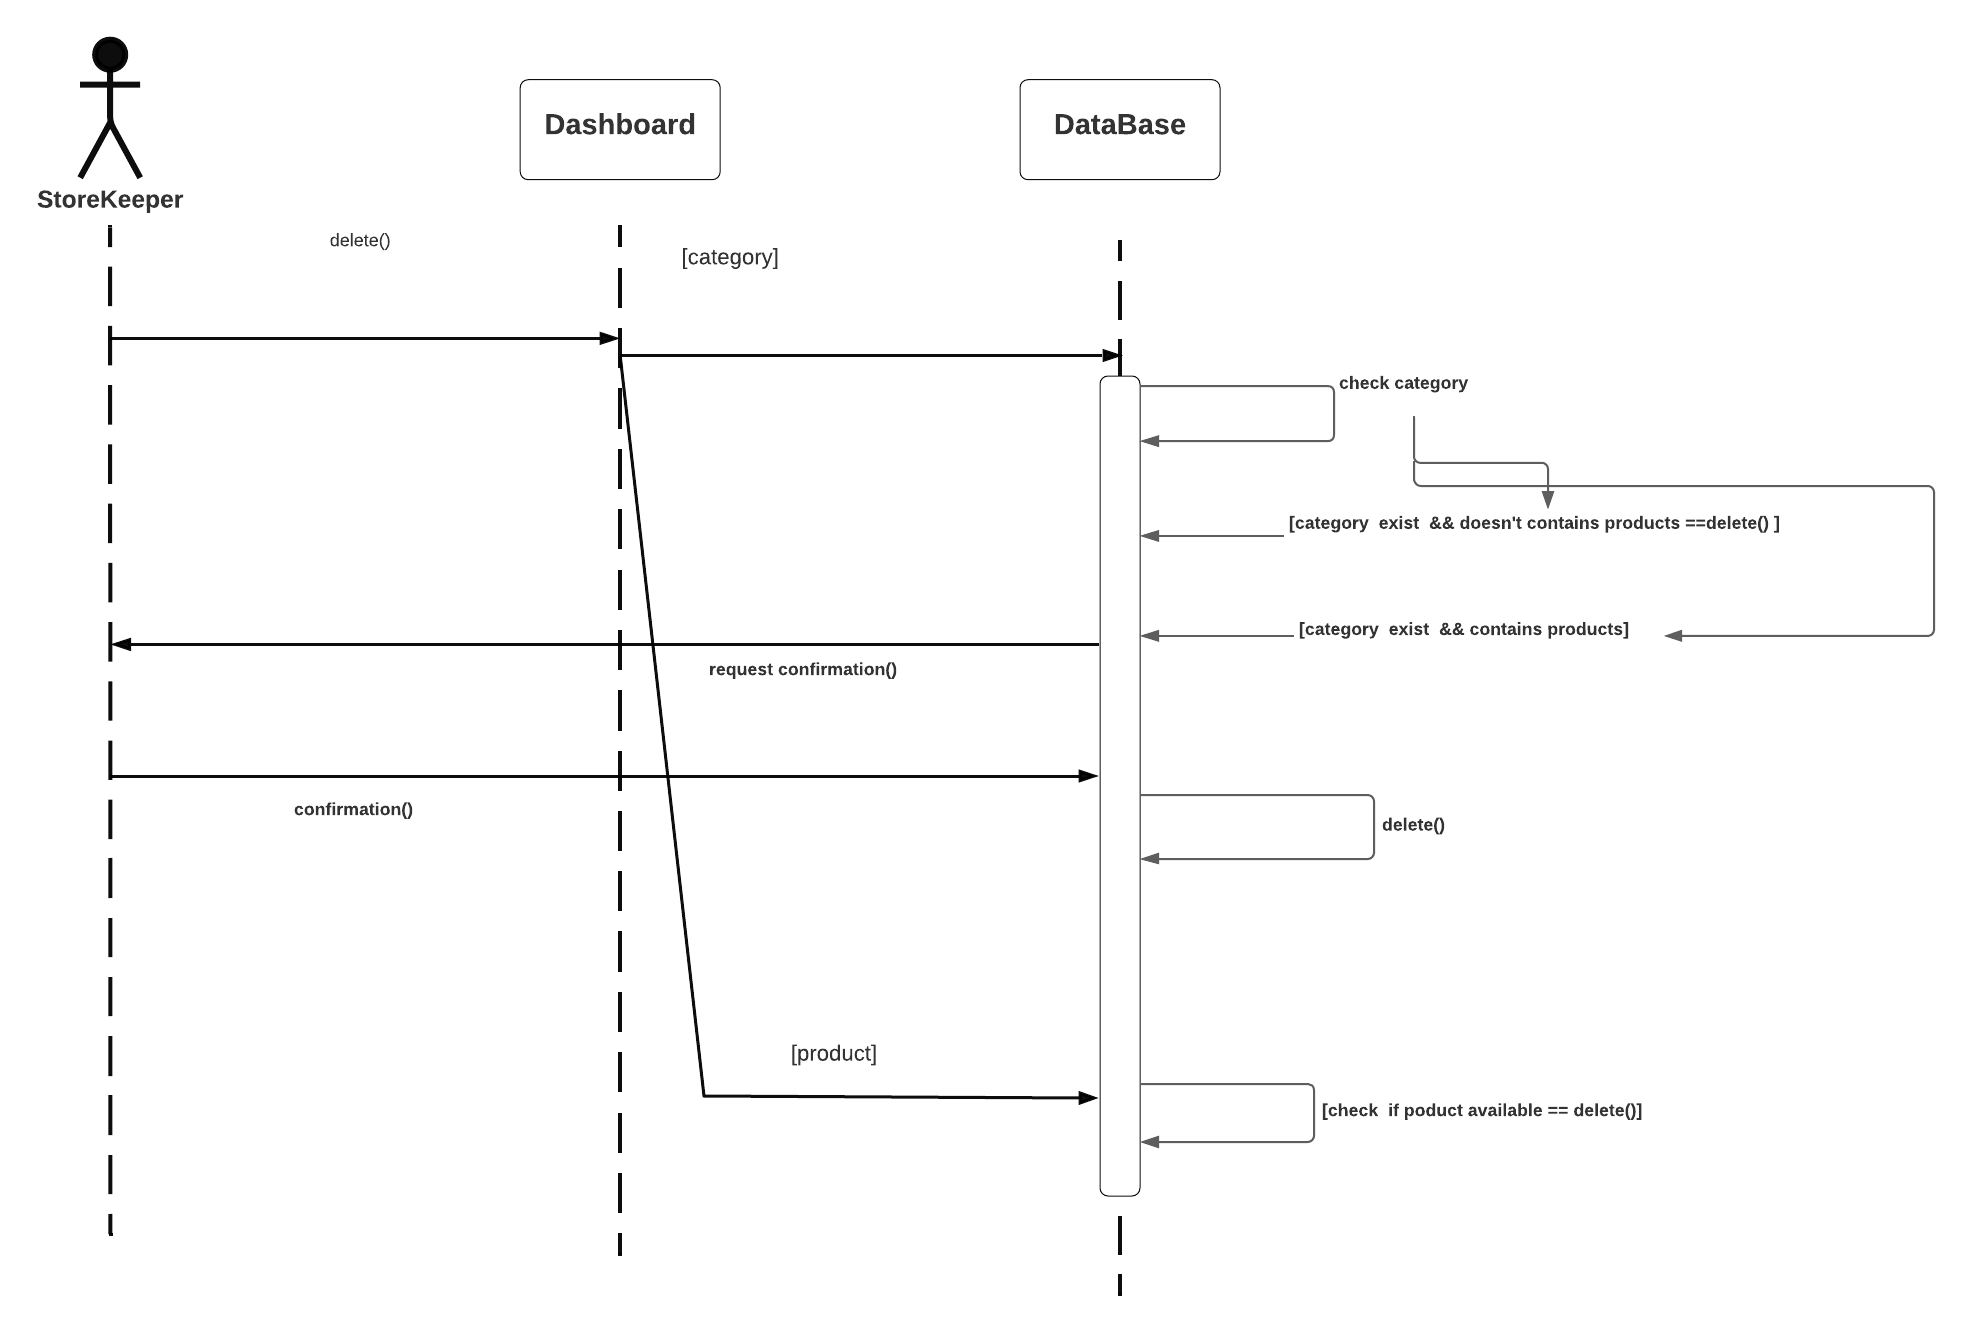 Dashboard
DataBase
StoreKeeper
delete()
[category]
check category
[category  exist  && doesn't contains products ==delete() ]
[category  exist  && contains products]
request confirmation()
confirmation()
delete()
[product]
[check  if poduct available == delete()]